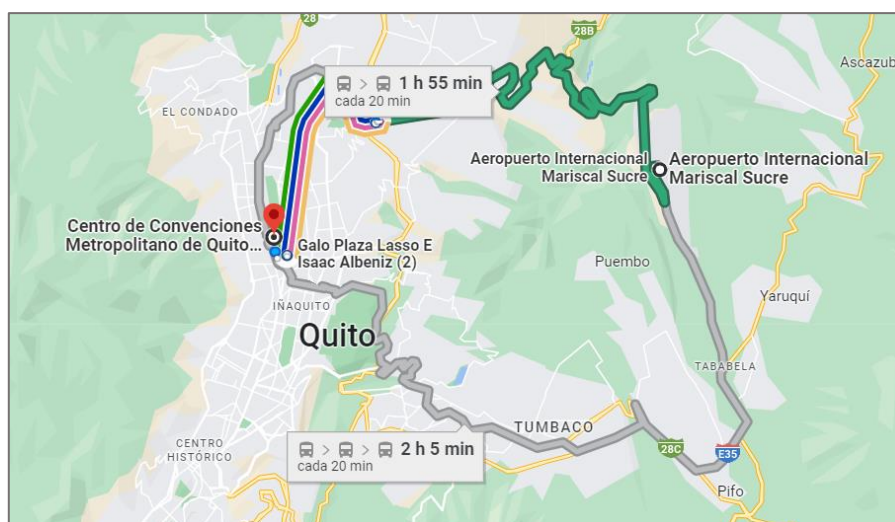 28
28B
Ascazub
> 1 h 55 min
cada 20 min
EL CONDADO
Aeropuerto Internacional
Mariscal Sucre
Aeropuerto Internacional
Mariscal Sucre
Centro de Convenciones
Metropolitano de Quito...
Galo Plaza Lasso E
Isaac Albeniz (2)
Puembo
Yaruquí
IÑAQUITO
Quito
TABABELA
TUMBACO
CENTRO
HISTÓRICO
> > 2 h 5 min
cada 20 min
28C
E35
Pifo